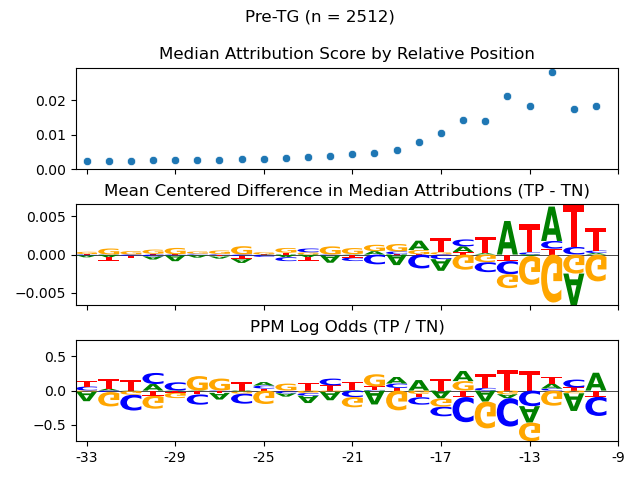 Pre-TG (n = 2512)
Median Attribution Score by Relative Position
0.02
0.01
0.00
Mean Centered Difference in Median Attributions (TP - TN)
0.005
0.000
−0.005
PPM Log Odds (TP / TN)
0.5
0.0
−0.5
-33 -29 -25 -21 -17 -13 -9